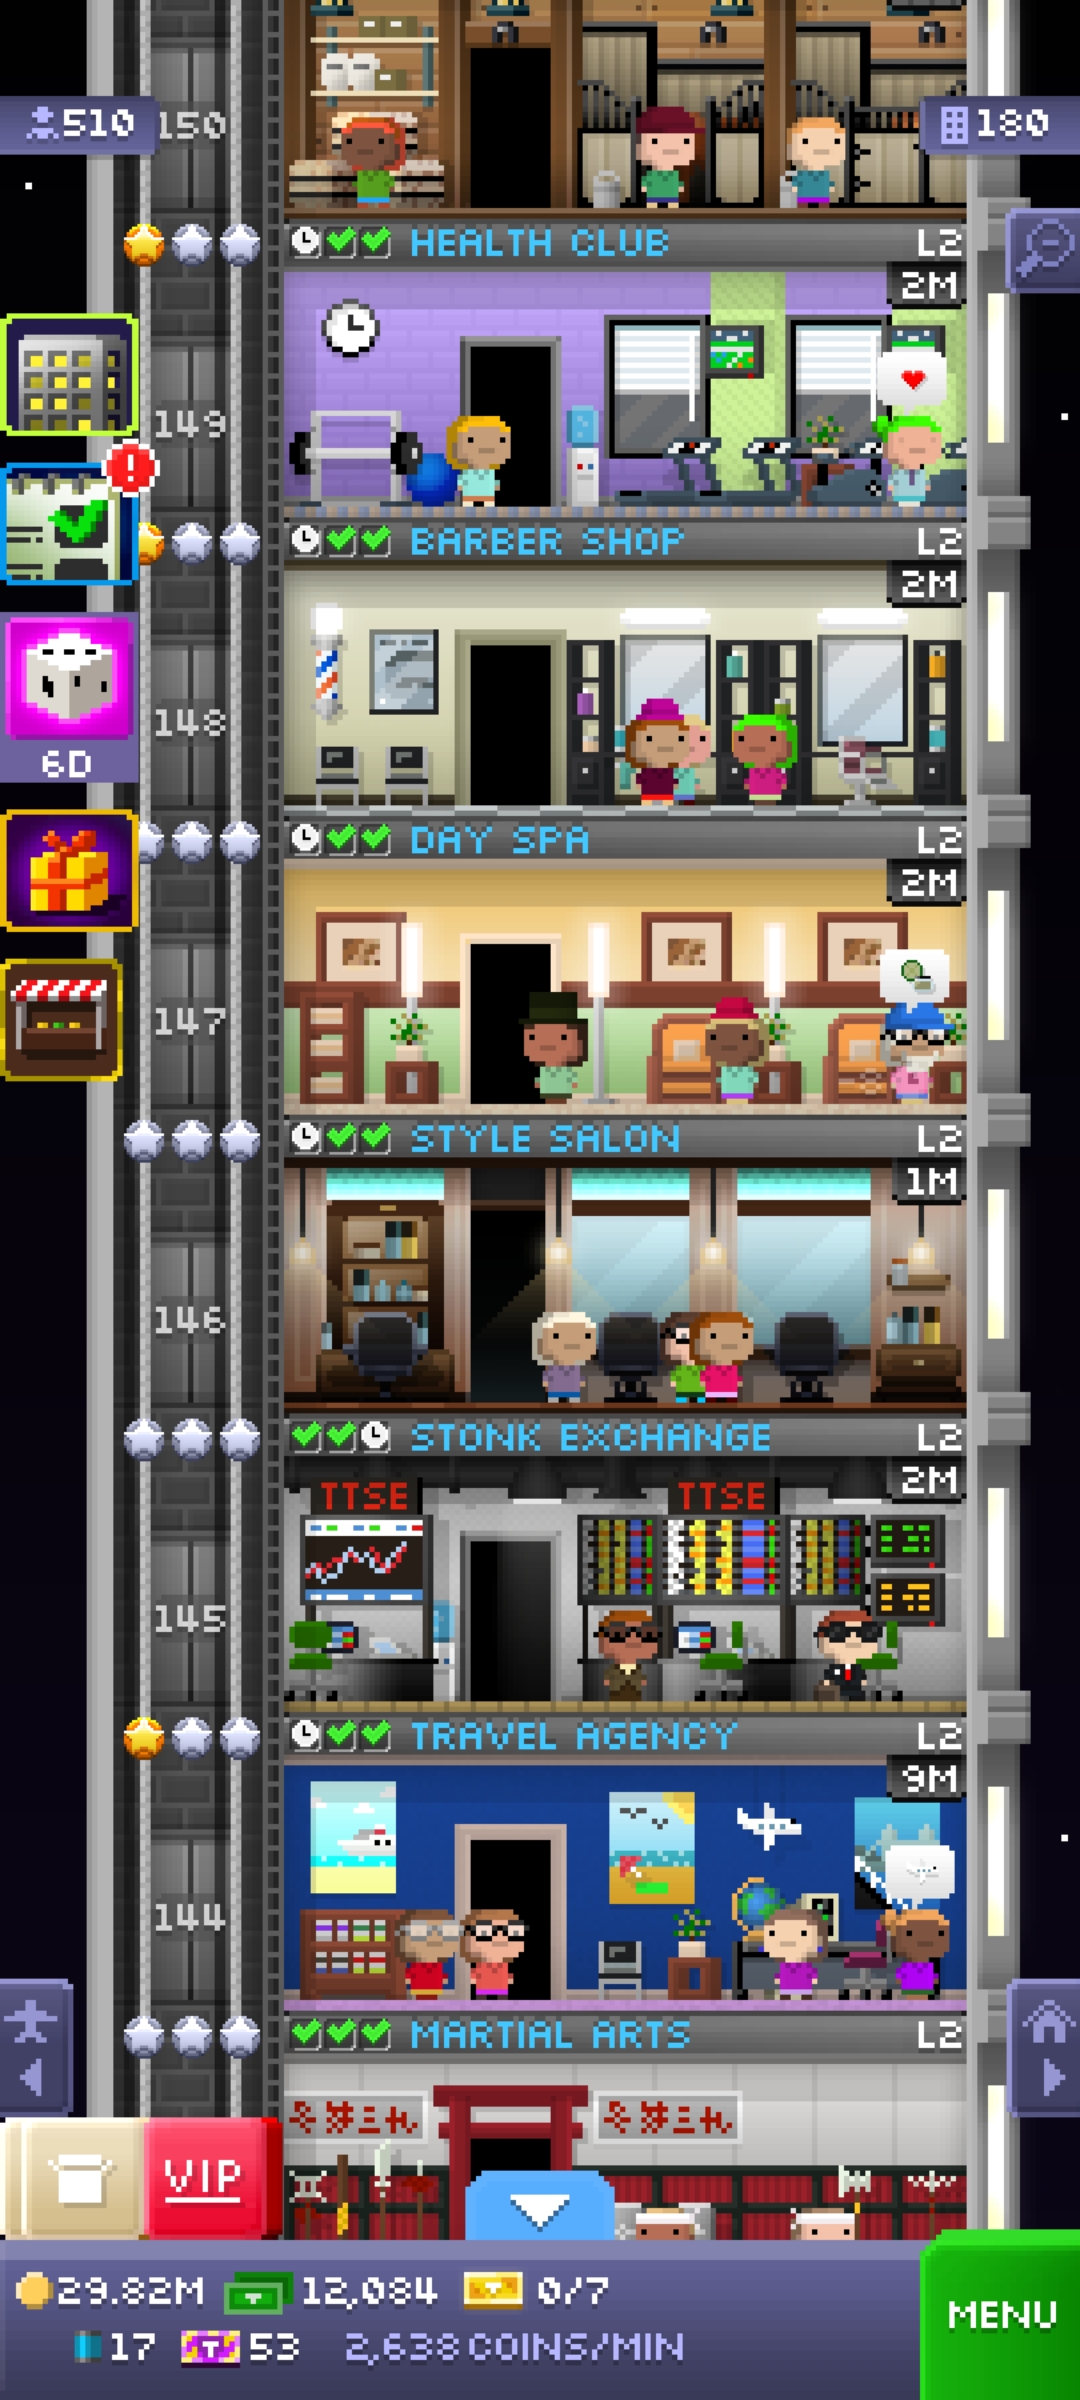 510
150
180
HEALTH CLUB L2
2M
149
BARBER SHOP L2
2M
148
6D
DAY SPA L2
2M
147
STYLE SALON L2
1M
146
STONK EXCHANGE L2
2M
TTSE TTSE
145
TRAVEL AGENCY L2
9M
144
MARTIAL ARTS L2
VIP
29.82M 12,084 0/7
MENU
17 53 2,638 COINS/MIN